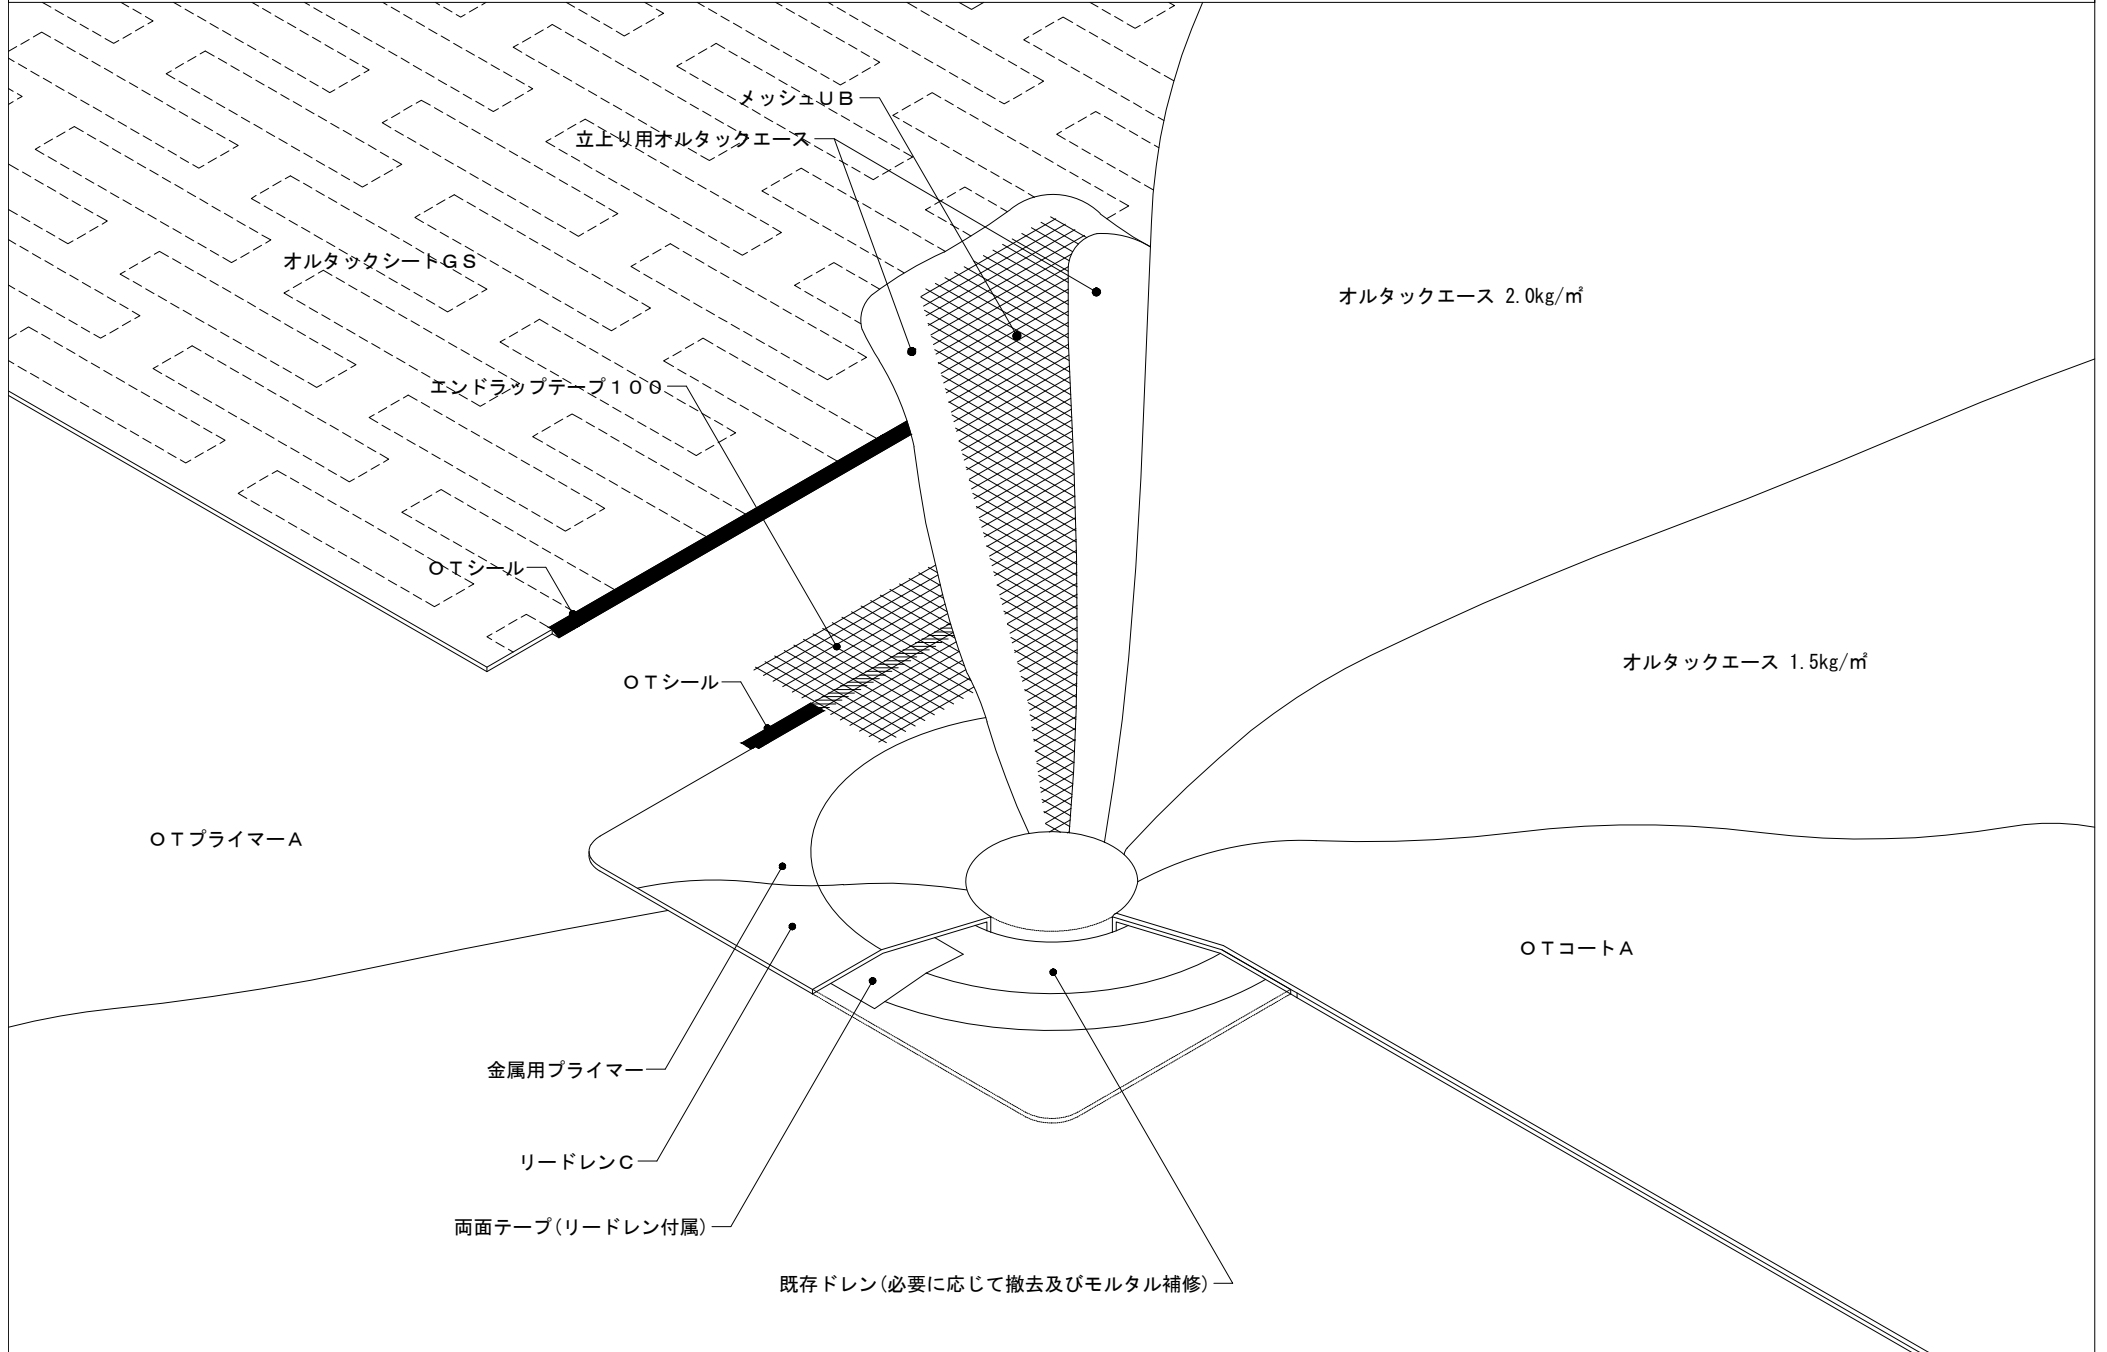 メッシュＵＢ
立上り用オルタックエース
オルタックシートＧＳ
オルタックエース 2.0kg/㎡
エンドラップテープ１００
ＯＴシール
オルタックエース 1.5kg/㎡
ＯＴシール
ＯＴプライマーＡ
ＯＴコートＡ
金属用プライマー
リードレンＣ
両面テープ(リードレン付属)
既存ドレン(必要に応じて撤去及びモルタル補修)